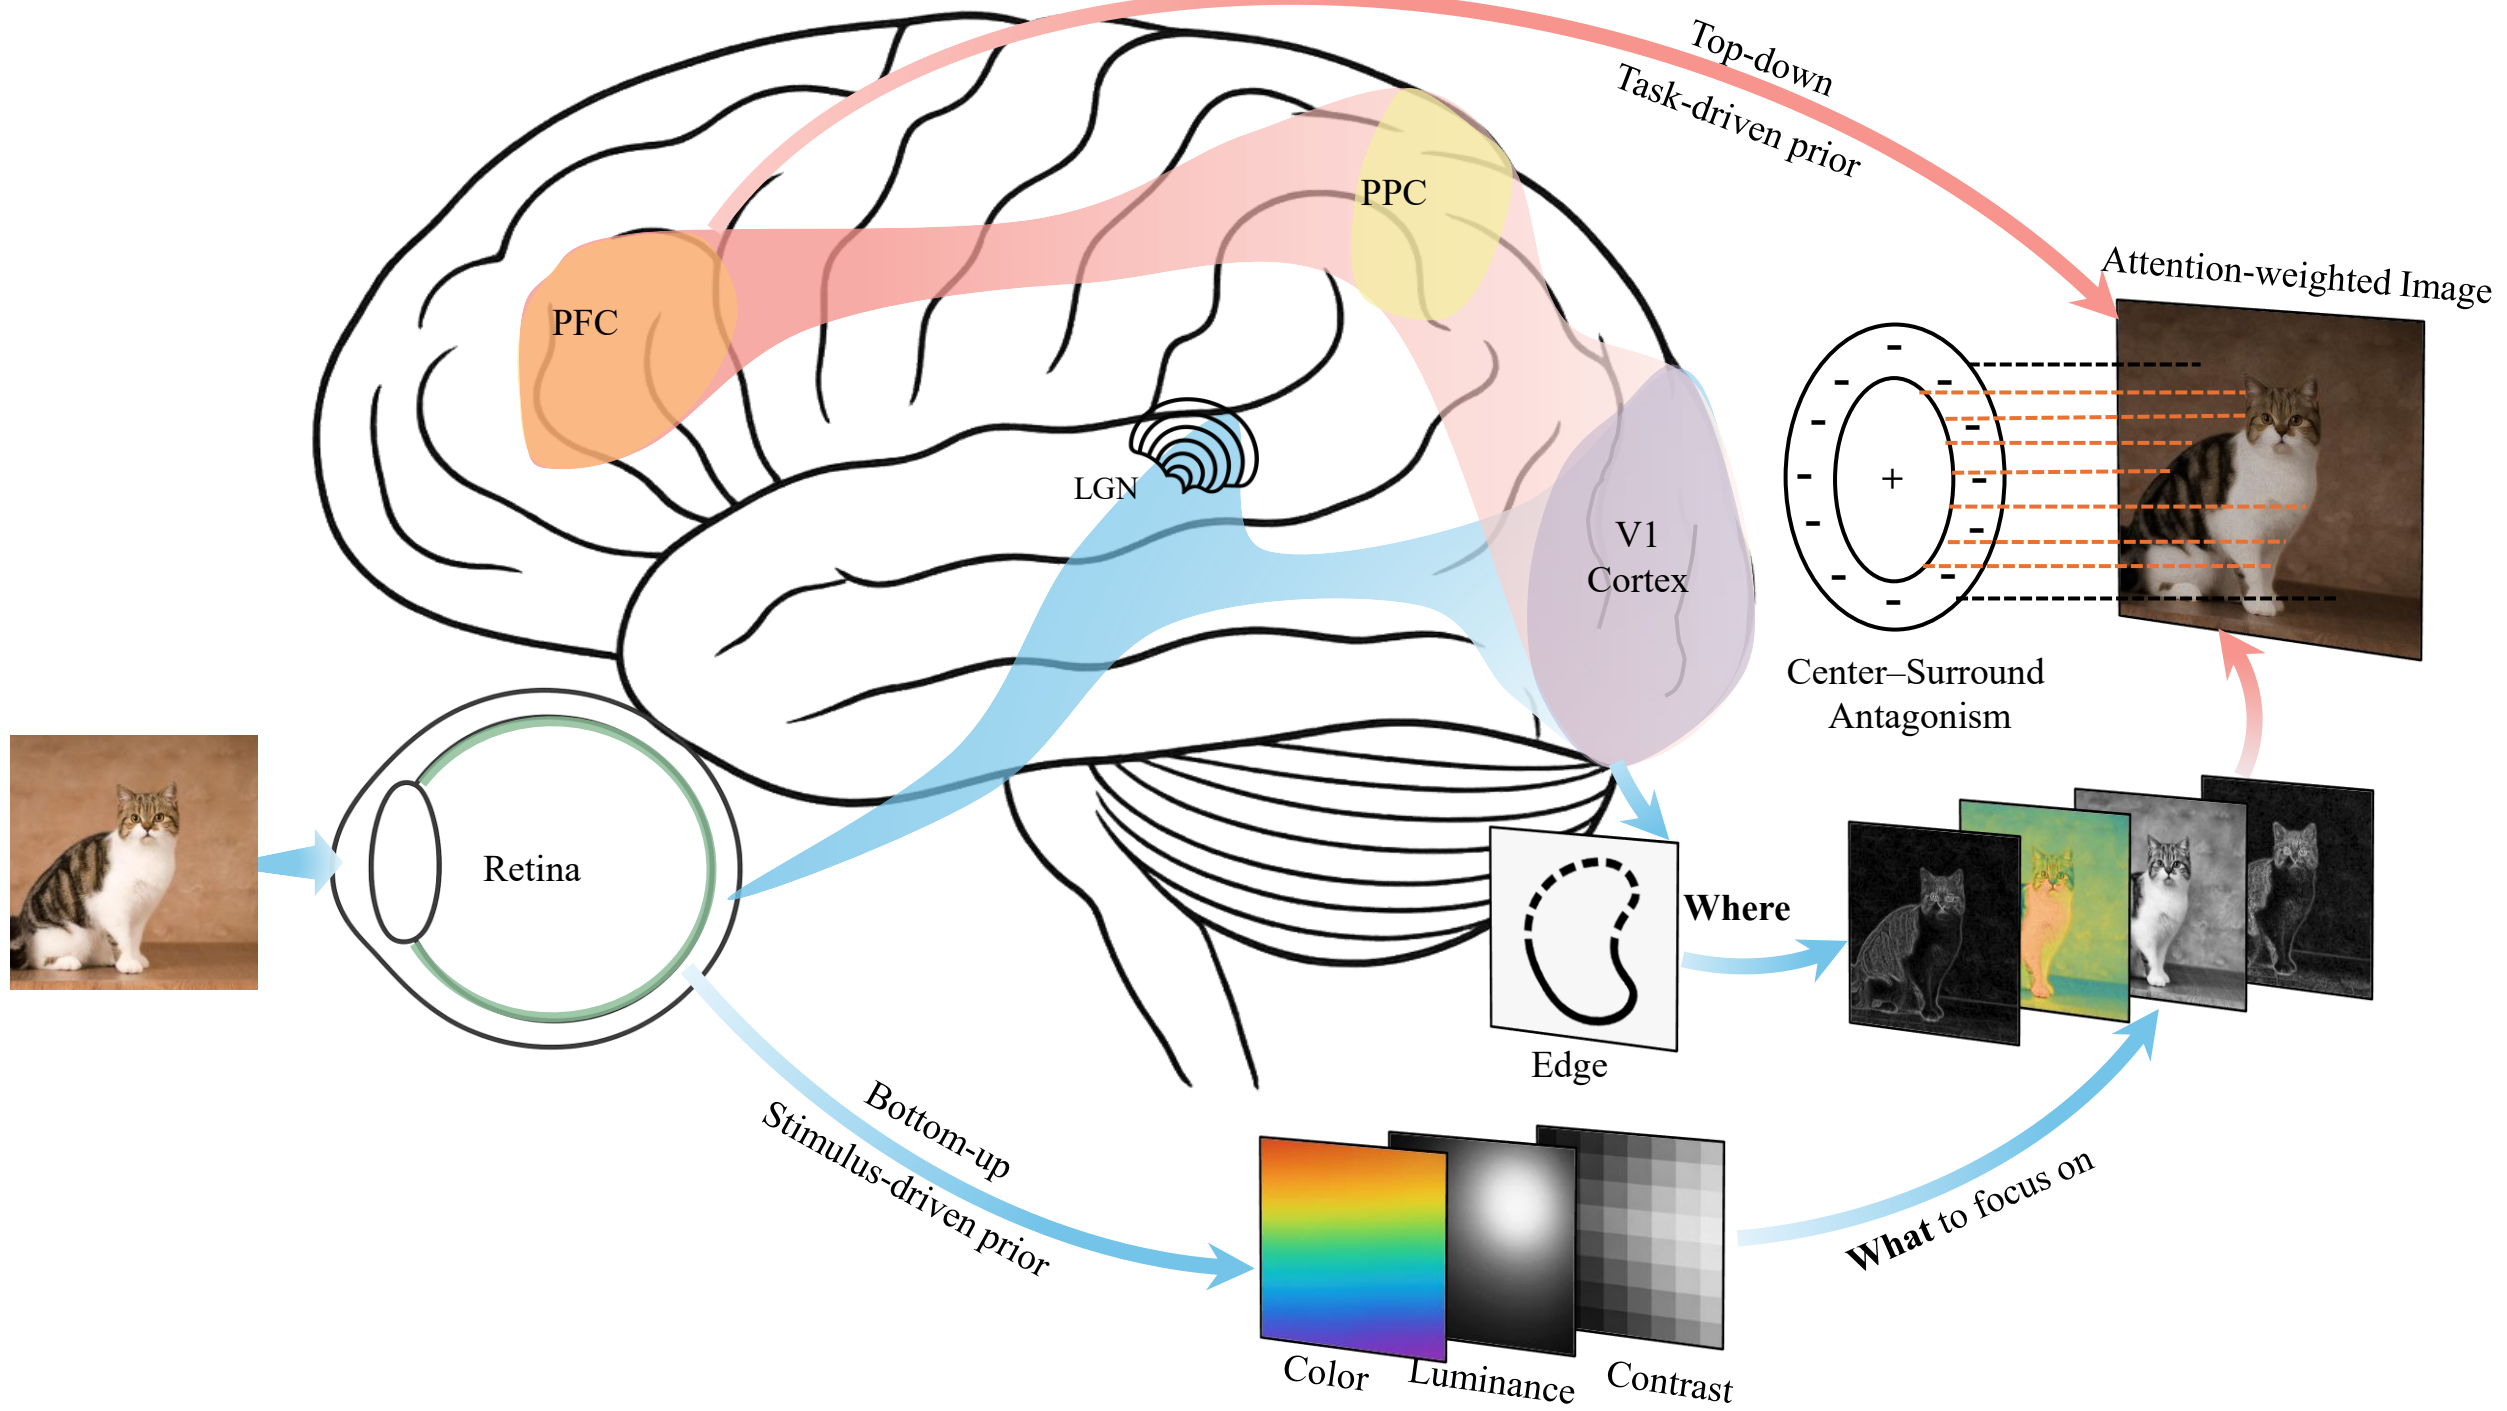 Top-down
Task-driven prior
Attention-weighted Image
PPC
PFC
LGN
V1
Cortex
-
-
-
-
-
-
-
-
-
-
-
-
+
Center–Surround
Antagonism
Retina
Where
Edge
Bottom-up
Stimulus-driven prior
What to focus on
Color
Luminance
Contrast